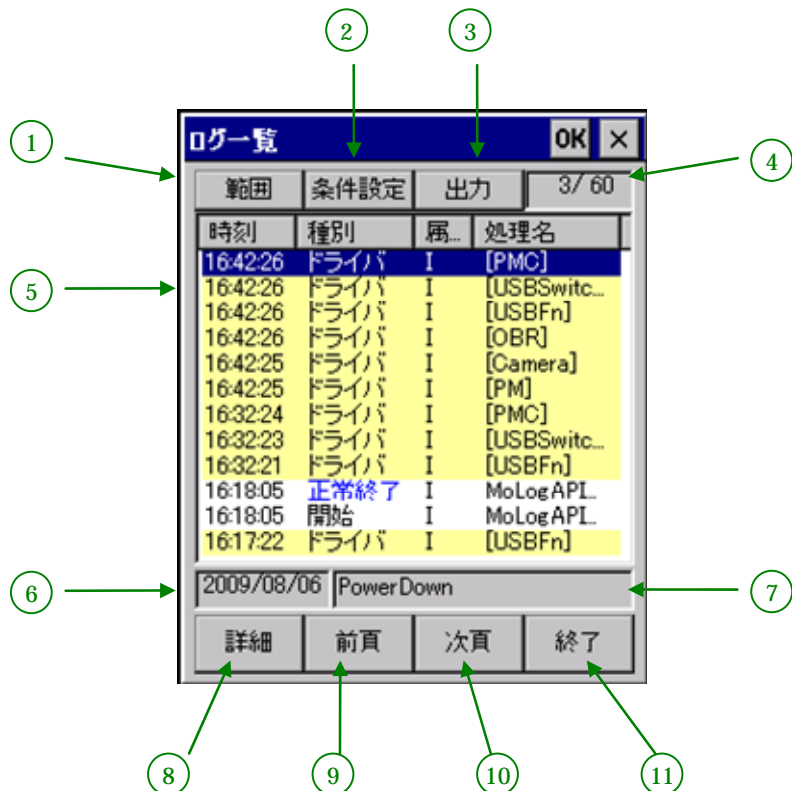 ② ③
ログ一覧 OK ×
① ④
範囲 条件設定 出力 3/ 60
時刻 種別 属... 処理名
16:42:26 ドライバ I [PMC]
⑤
16:42:26 ドライバ I [USBSwitc...
16:42:26 ドライバ I [USBFn]
16:42:26 ドライバ I [OBR]
16:42:25 ドライバ I [Camera]
16:42:25 ドライバ I [PM]
16:32:24 ドライバ I [PMC]
16:32:23 ドライバ I [USBSwitc...
16:32:21 ドライバ I [USBFn]
16:18:05 正常終了 I MoLogAPI...
16:18:05 開始 I MoLogAPI...
16:17:22 ドライバ I [USBFn]
⑥ 2009/08/06 PowerDown ⑦
詳細 前頁 次頁 終了
⑧ ⑨ ⑩ ⑪